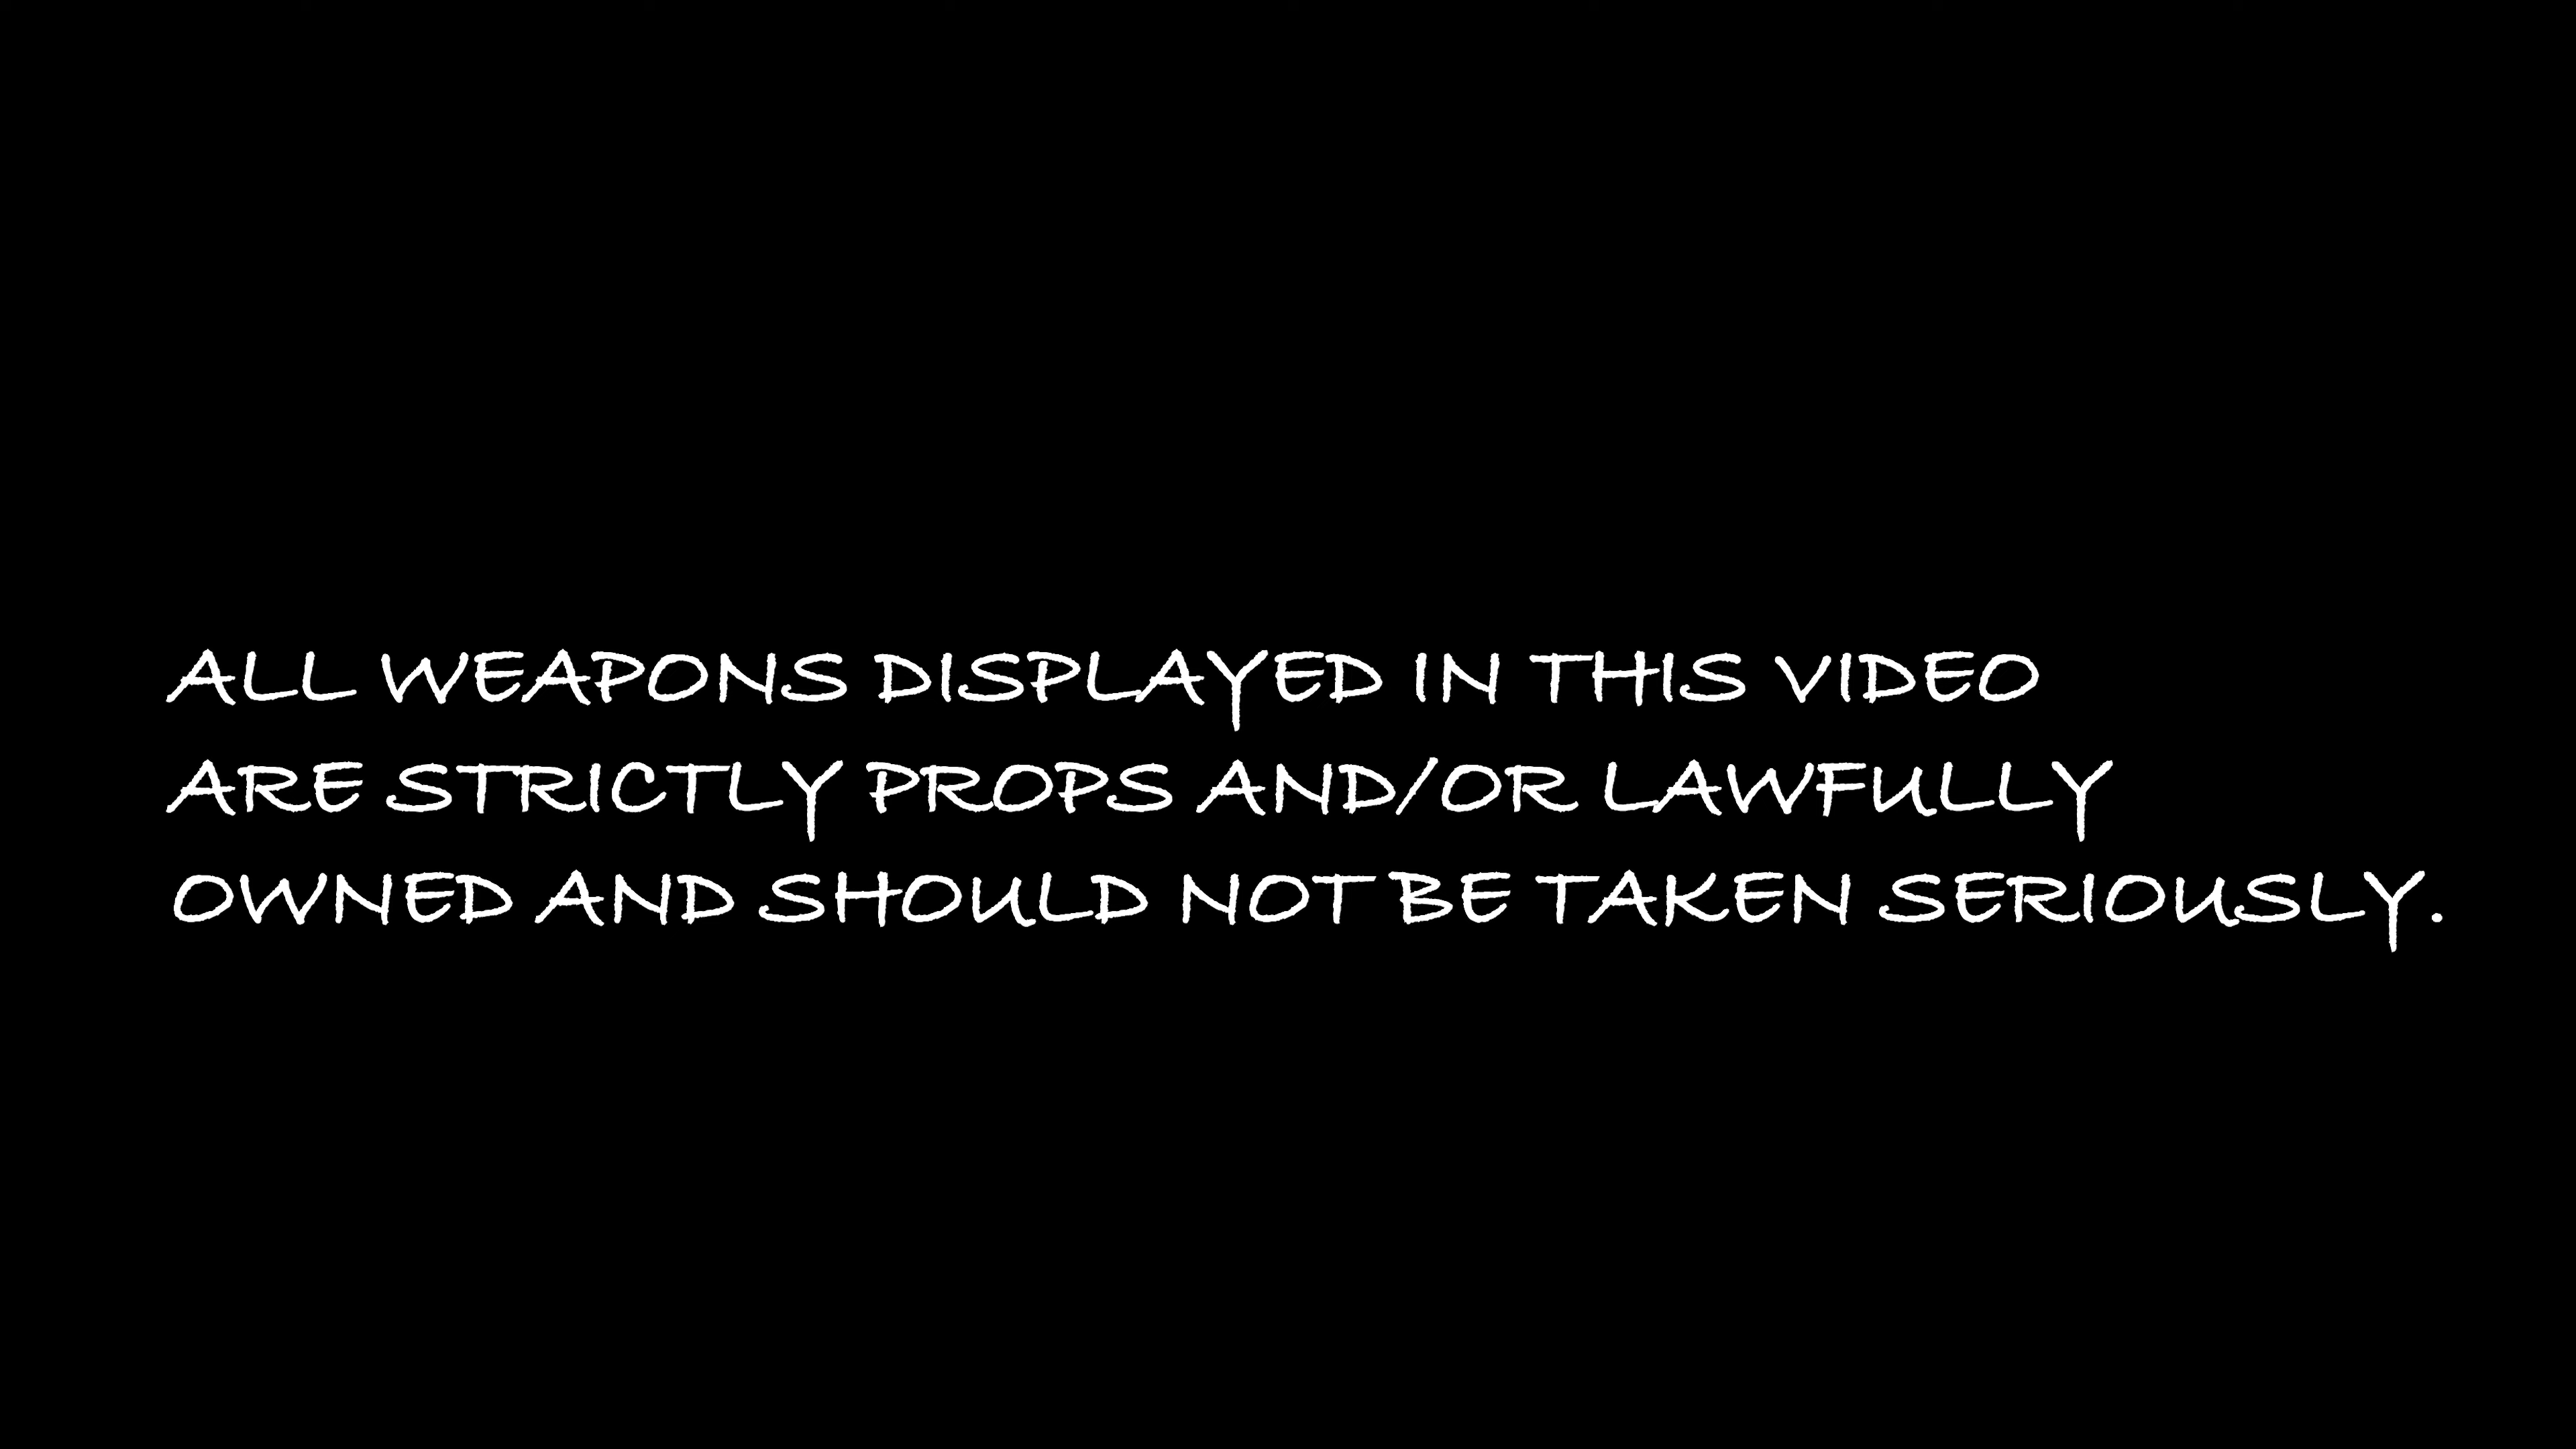 ALL WEAPONS DISPLAYED IN THIS VIDEO
ARE STRICTLY PROPS AND/OR LAWFULLY
OWNED AND SHOULD NOT BE TAKEN SERIOUSLY.